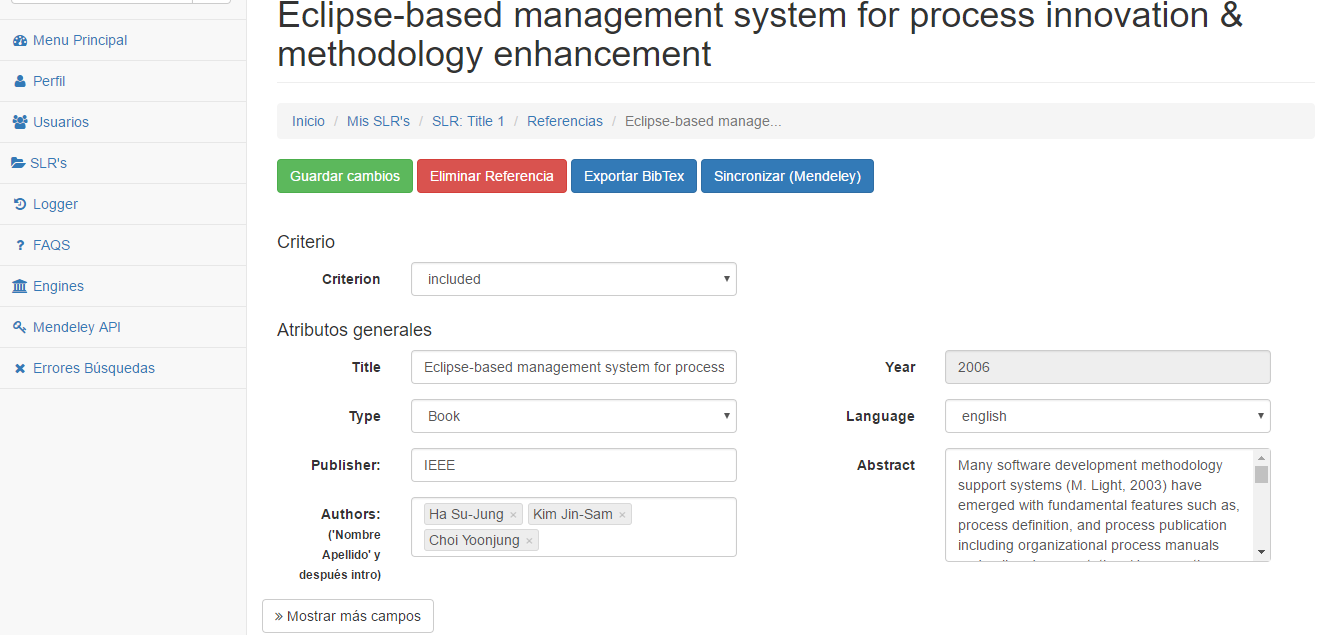 Eclipse-based management system for process innovation &
methodology enhancement
Menu Principal
Perfil
Usuarios
SLR's
Logger
? FAQS
Engines
Mendeley API
Errores Búsquedas
Inicio / Mis SLR's / SLR: Title 1 / Referencias / Eclipse-based manage...
Guardar cambios Eliminar Referencia Exportar BibTex Sincronizar (Mendeley)
Criterio
Criterion included
Atributos generales
Title Eclipse-based management system for process
Year 2006
Type Book
Language english
Publisher: IEEE
Abstract Many software development methodology
support systems (M. Light, 2003) have
emerged with fundamental features such as,
process definition, and process publication
including organizational process manuals
Authors:
('Nombre
Apellido' y
después intro)
Ha Su-Jung × Kim Jin-Sam ×
Choi Yoonjung ×
» Mostrar más campos